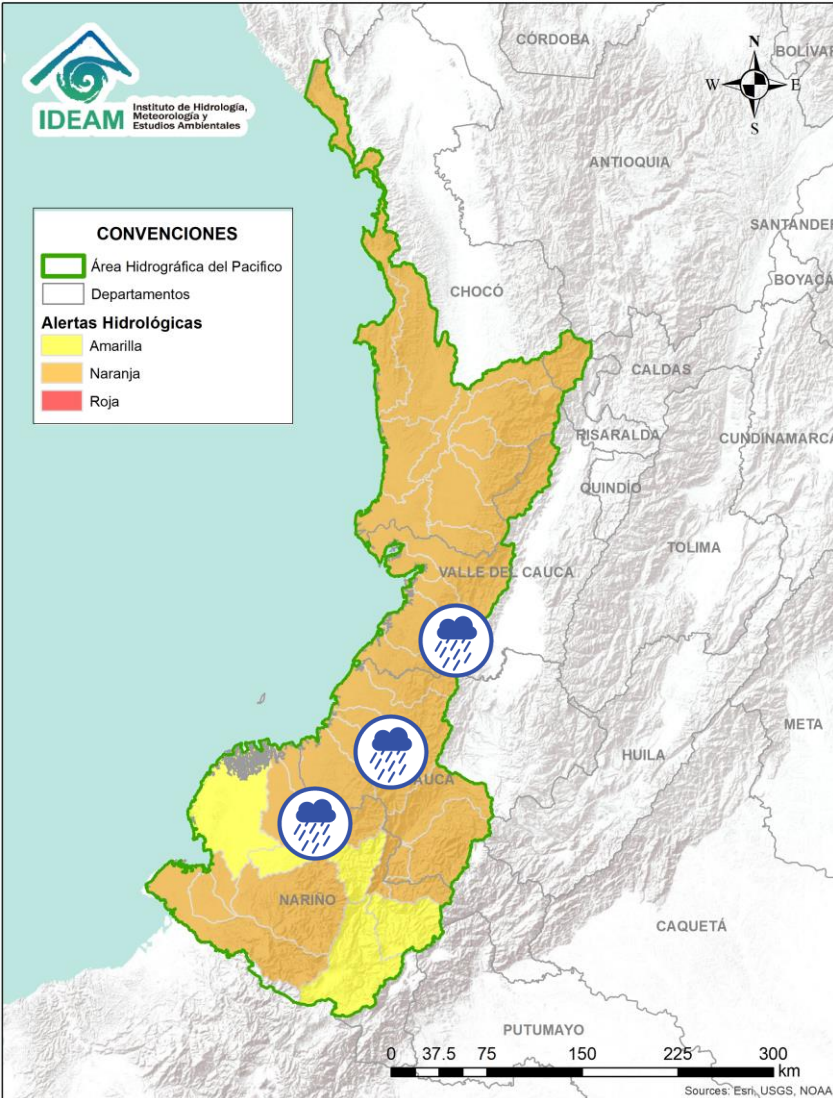 IDEAM
Instituto de Hidrología,
Meteorología y
Estudios Ambientales
CÓRDOBA
BOLÍVAR
N
W
E
S
ANTIOQUIA
SANTANDER
CONVENCIONES
Área Hidrográfica del Pacifico
Departamentos
Alertas Hidrológicas
Amarilla
Naranja
Roja
BOYACÁ
CHOCÓ
CALDAS
RISARALDA
CUNDINAMARCA
QUINDÍO
TOLIMA
VALLE DEL CAUCA
META
HUILA
CAUCA
NARIÑO
CAQUETÁ
PUTUMAYO
0 37.5 75 150 225 300
km
Sources: Esri, USGS, NOAA